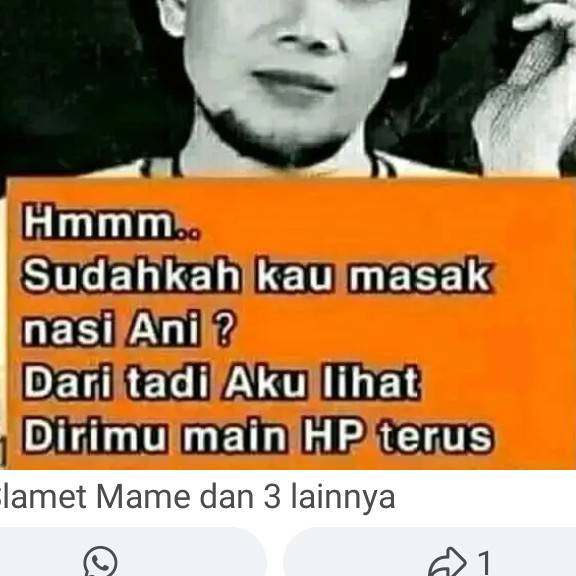 Hmmm..
Sudahkah kau masak
nasi Ani ?
Dari tadi Aku lihat
Dirimu main HP terus
Slamet Mame dan 3 lainnya
1